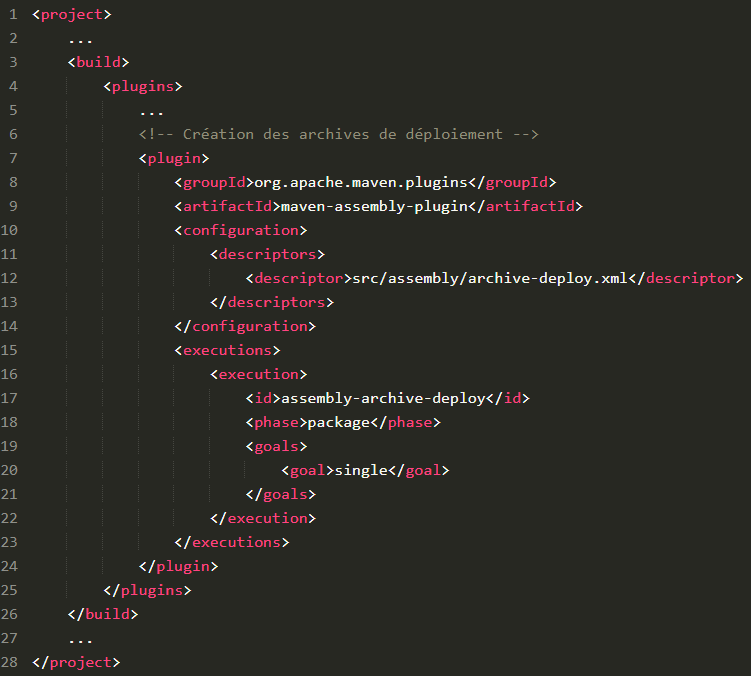 1 <project>
2     ...
3     <build>
4         <plugins>
5             ...
6             <!-- Création des archives de déploiement -->
7             <plugin>
8                 <groupId>org.apache.maven.plugins</groupId>
9                 <artifactId>maven-assembly-plugin</artifactId>
10                 <configuration>
11                     <descriptors>
12                         <descriptor>src/assembly/archive-deploy.xml</descriptor>
13                     </descriptors>
14                 </configuration>
15                 <executions>
16                     <execution>
17                         <id>assembly-archive-deploy</id>
18                         <phase>package</phase>
19                         <goals>
20                             <goal>single</goal>
21                         </goals>
22                     </execution>
23                 </executions>
24             </plugin>
25         </plugins>
26     </build>
27     ...
28 </project>